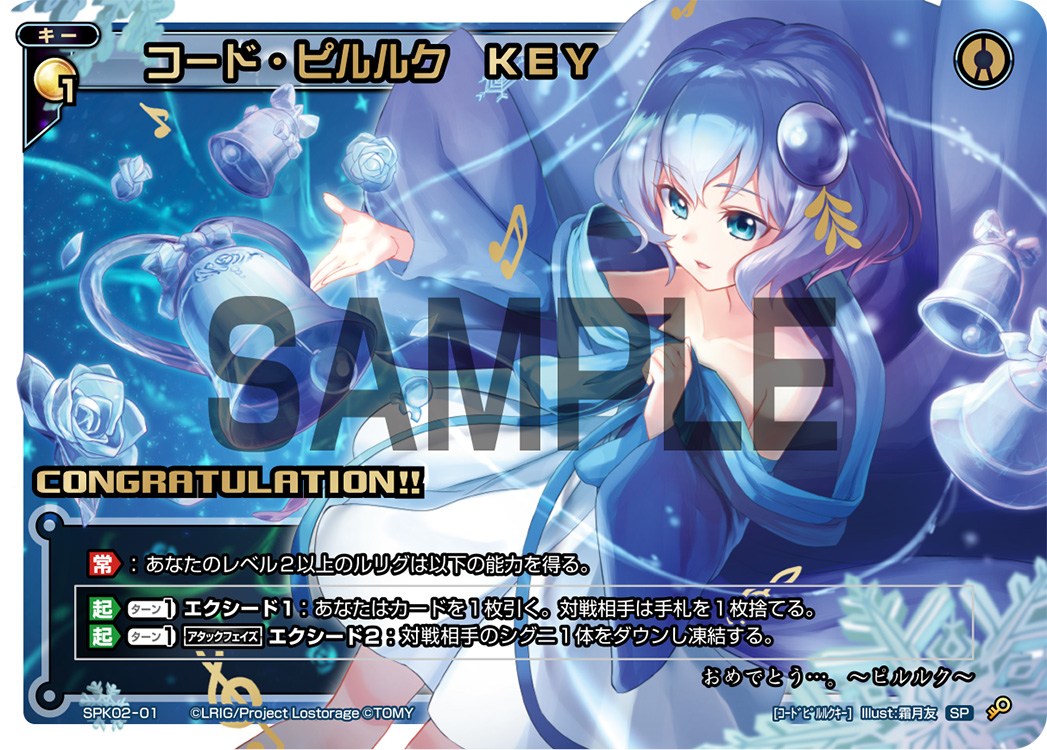 キー
コード・ピルルク KEY
1
SAMPLE
CONGRATULATION!!
常：あなたのレベル２以上のルリグは以下の能力を得る。
起 ターン1 エクシード1：あなたはカードを１枚引く。対戦相手は手札を１枚捨てる。
起 ターン1 アタックフェイズ エクシード2：対戦相手のシグニ１体をダウンし凍結する。
おめでとう…。～ピルルク～
SPK02-01 ©LRIG/Project Lostorage ©TOMY [コードピルルクキー] Illust:霜月友 SP